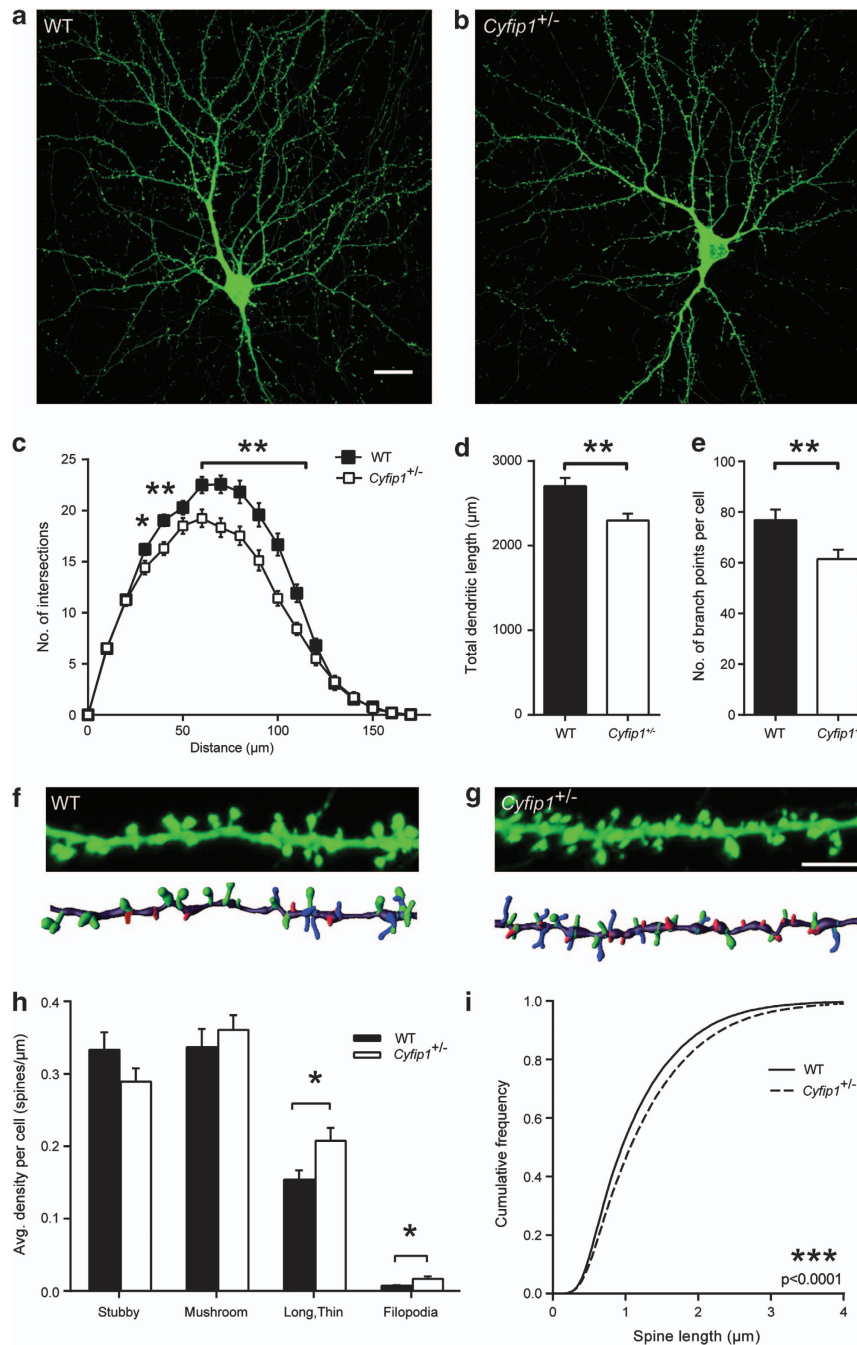 a WT
b Cyfip1+/-
c
**
WT
Cyfip1+/-
*
**
25
20
15
10
5
0
No. of intersections
0 50 100 150
Distance (µm)
d
**
3000
2000
1000
0
Total dendritic length (µm)
WT Cyfip1+/-
e
**
100
80
60
40
20
0
No. of branch points per cell
WT Cyfip1+
f WT
g Cyfip1+/-
h
0.4
0.3
0.2
0.1
0.0
Avg. density per cell (spines/µm)
WT
Cyfip1+/-
*
*
Stubby Mushroom Long,Thin Filopodia
i
1.0
0.8
0.6
0.4
0.2
0.0
Cumulative frequency
WT
Cyfip1+/-
***
p<0.0001
0 1 2 3 4
Spine length (µm)